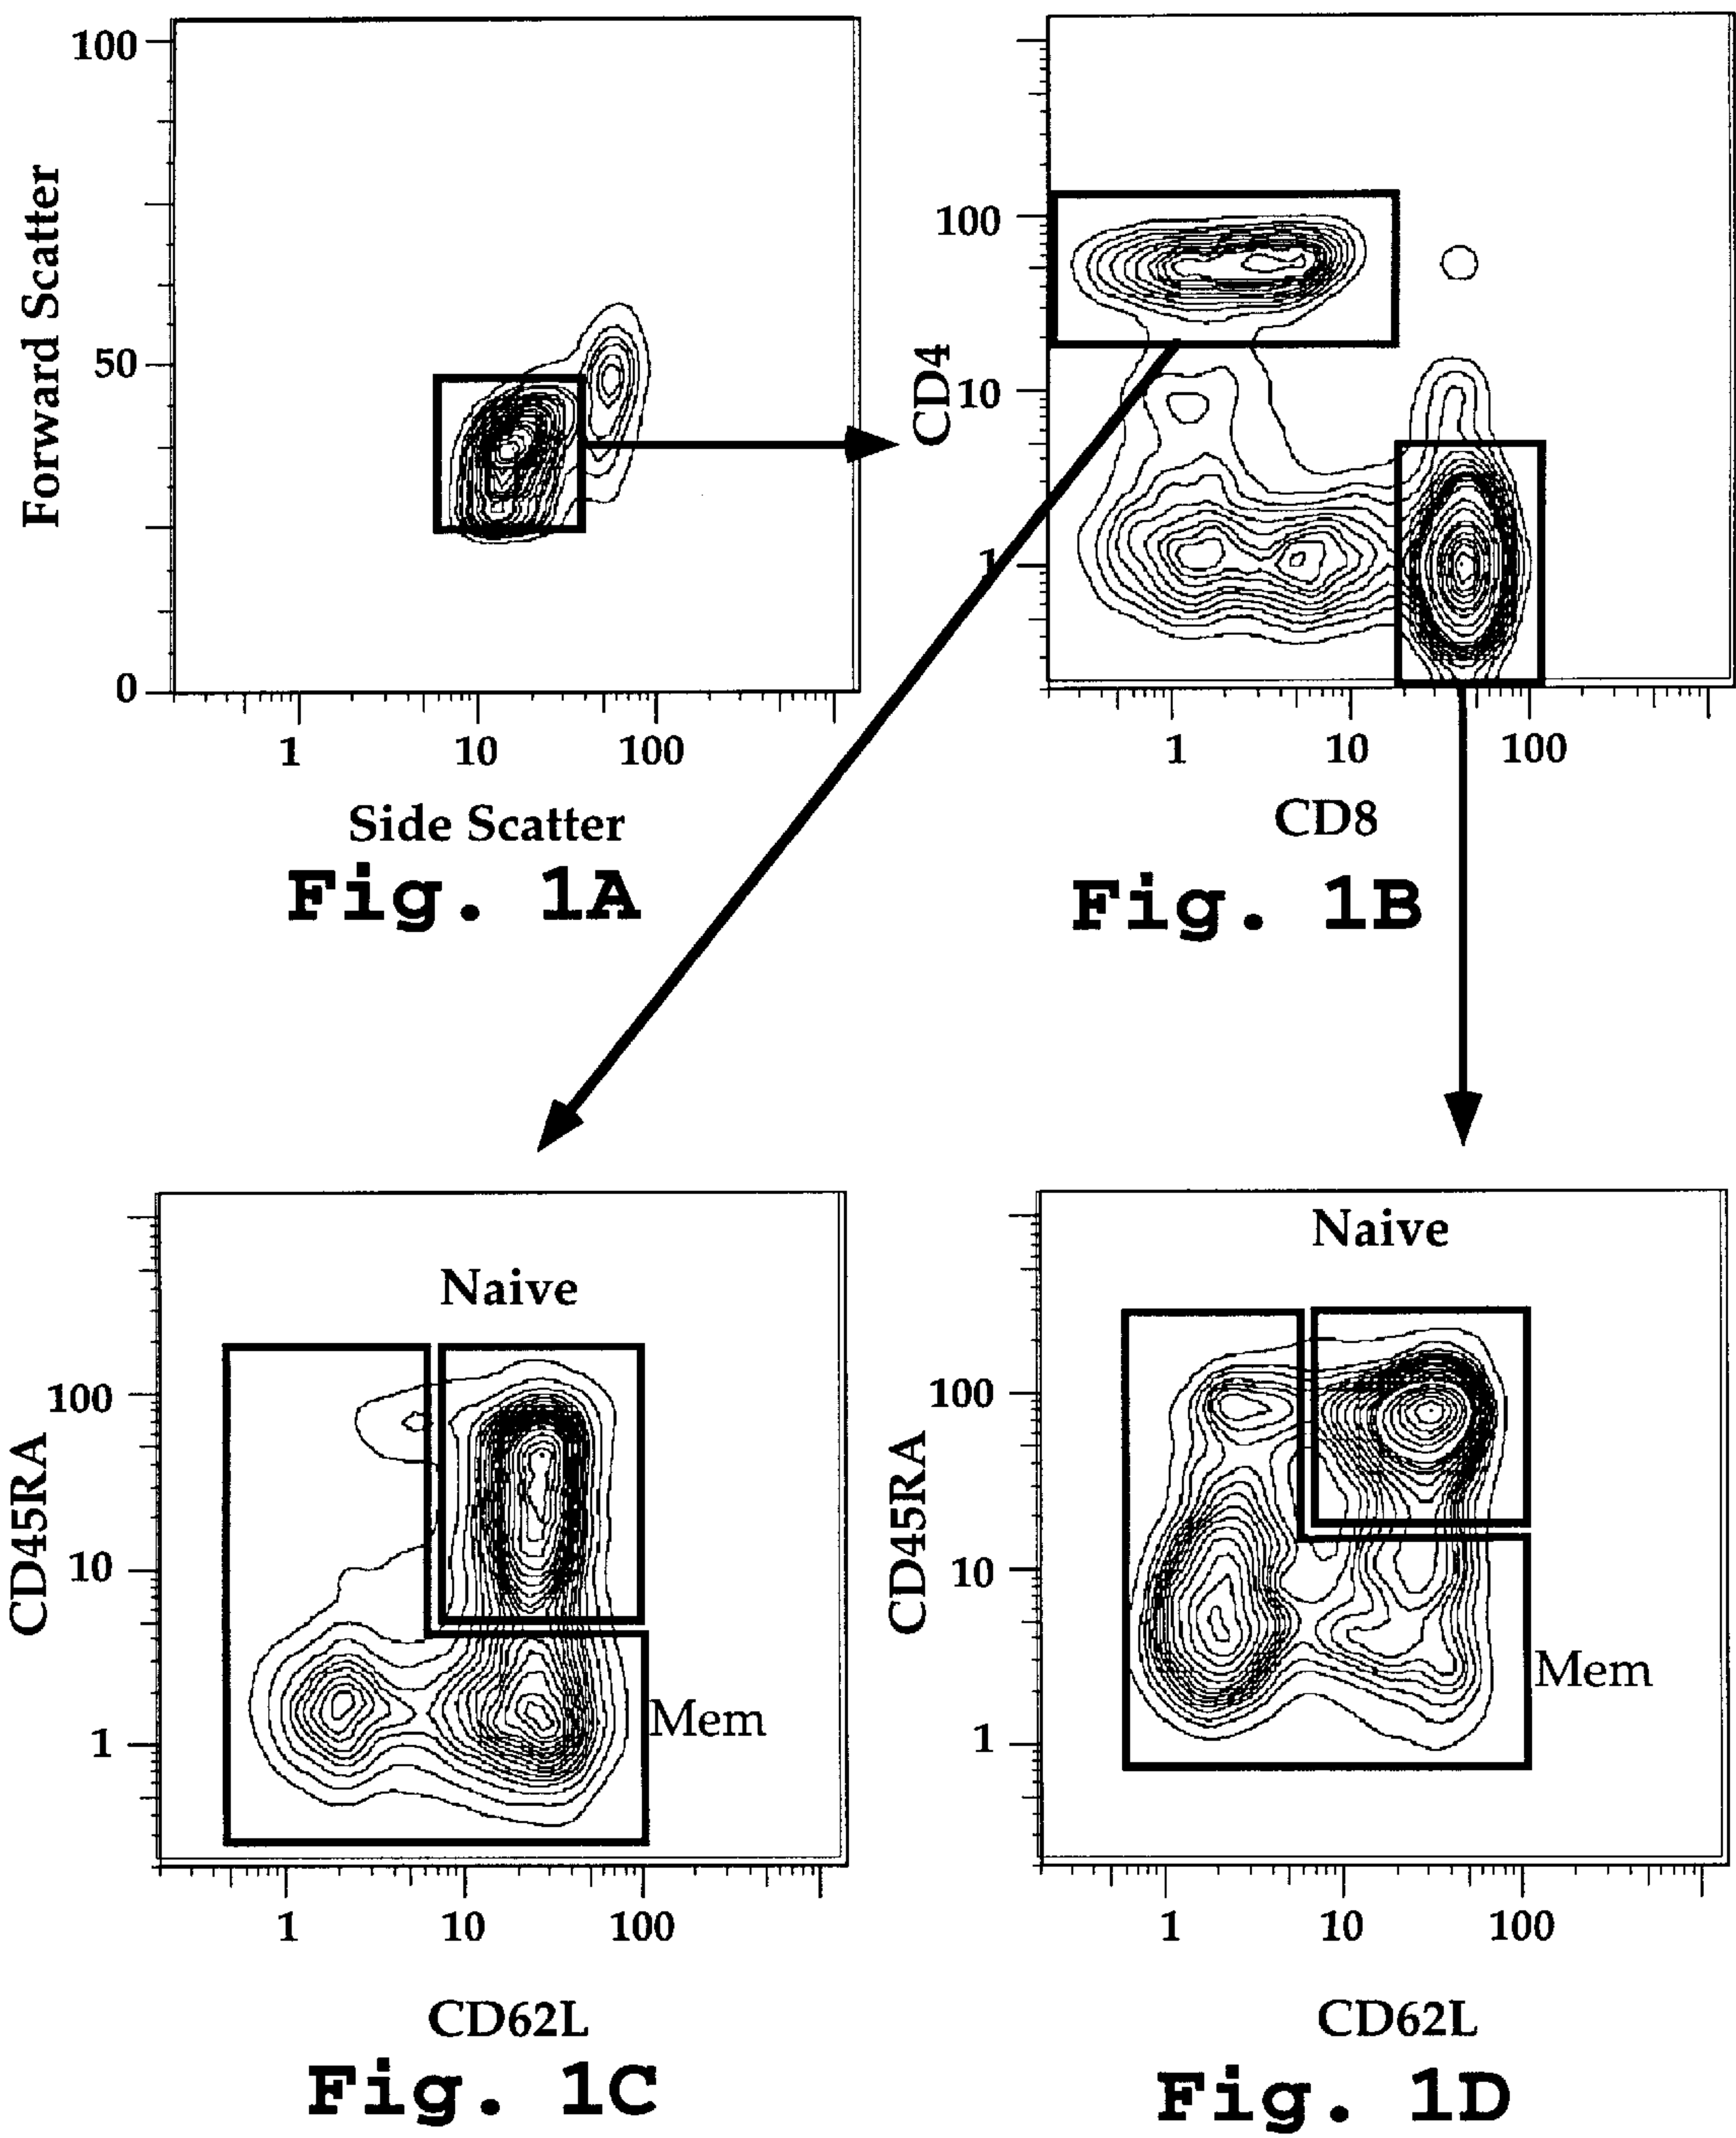 100
50
0
Forward Scatter
1 10 100
Side Scatter
Fig. 1A
100
10
1
CD4
1 10 100
CD8
Fig. 1B
Naive
100
10
1
CD45RA
Mem
1 10 100
CD62L
Fig. 1C
Naive
100
10
1
CD45RA
Mem
1 10 100
CD62L
Fig. 1D